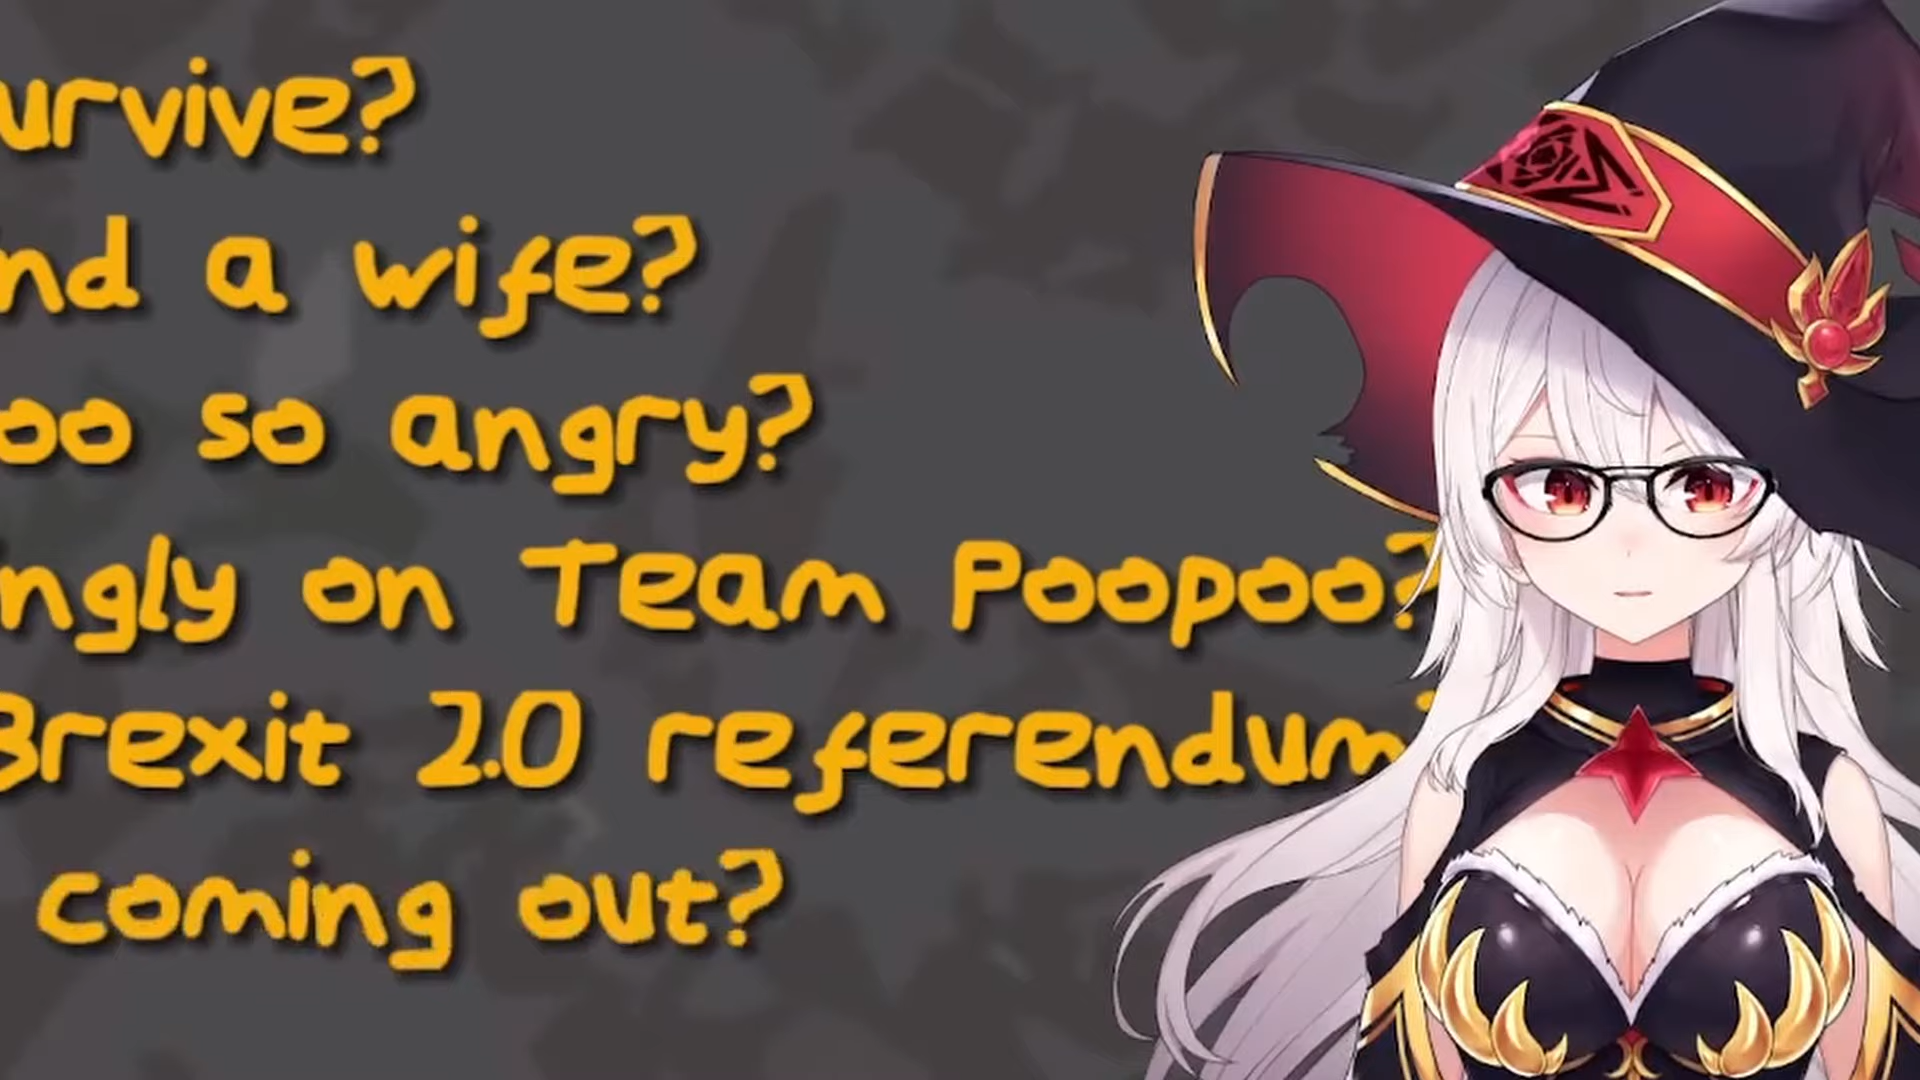 urvive?
nd a wife?
oo so angry?
ngly on Team Poopoo?
Brexit 2.0 referendum?
coming out?